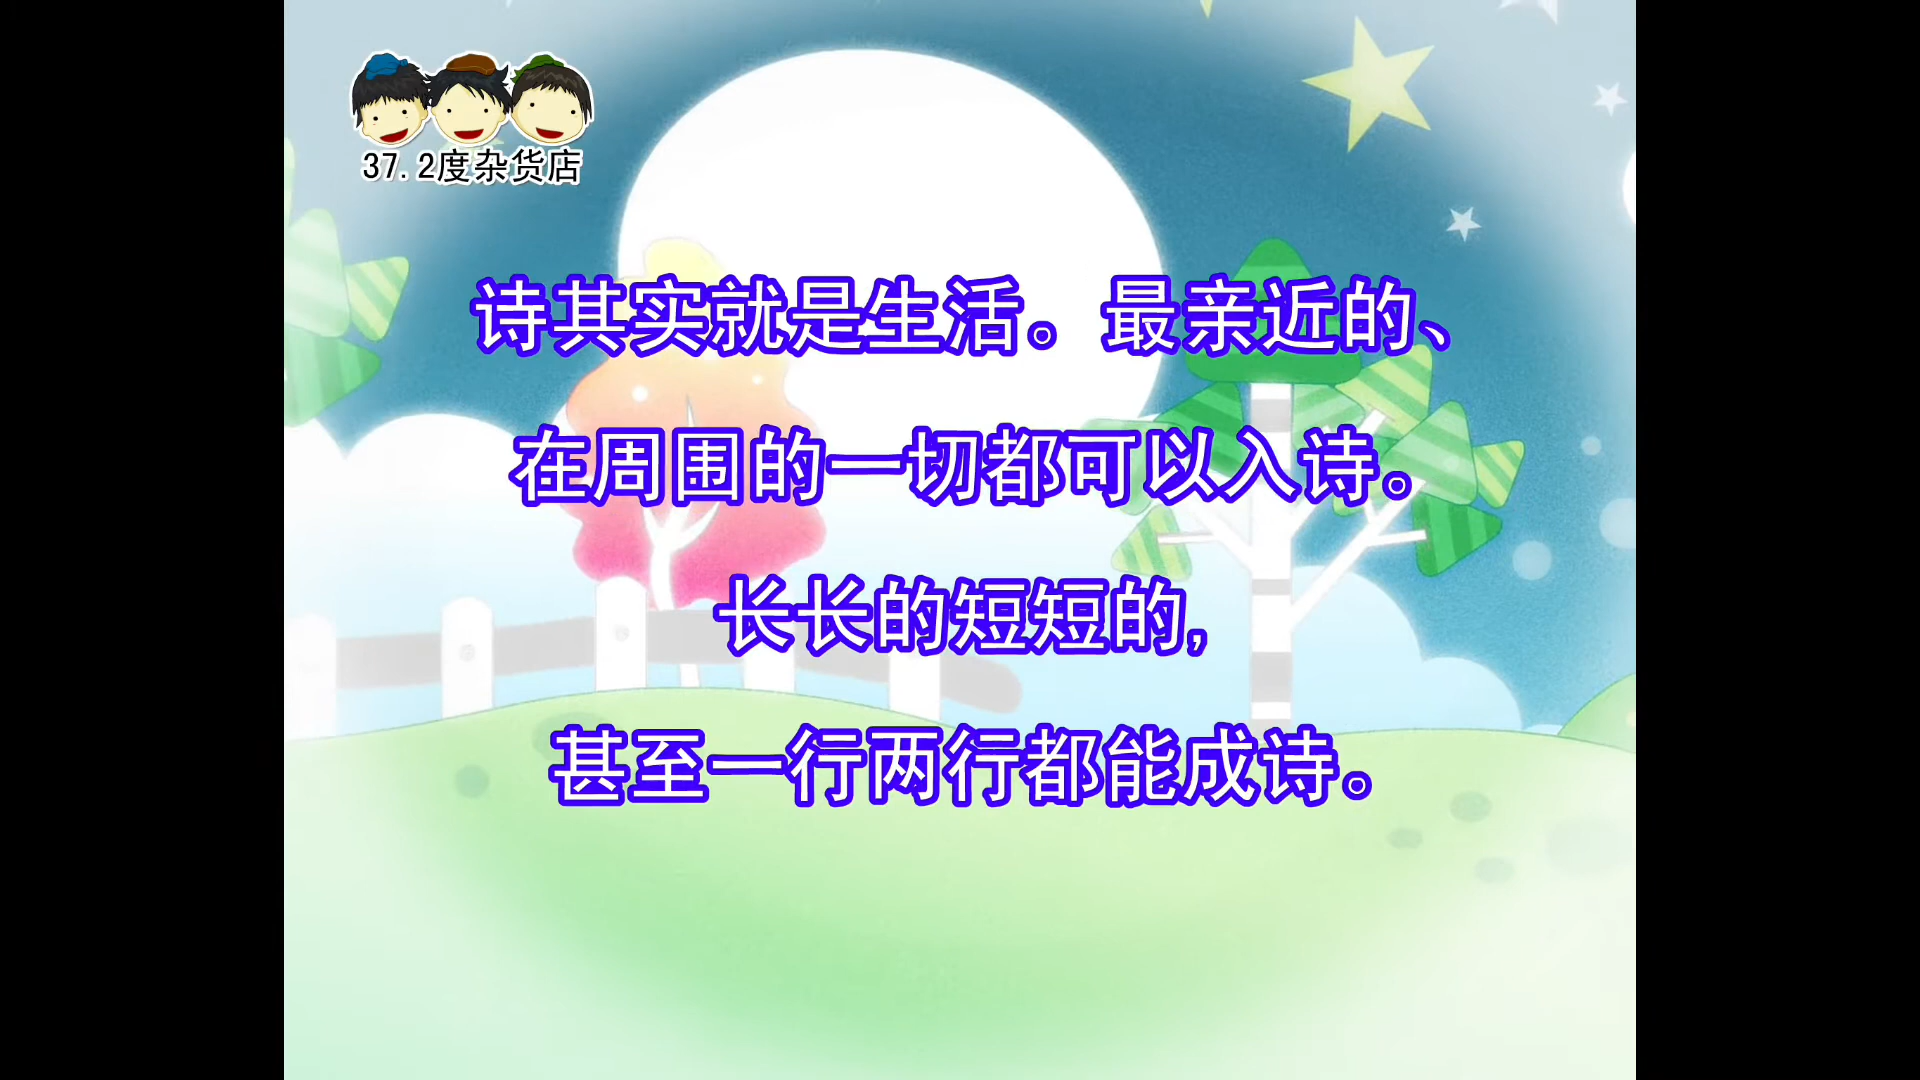 37.2度杂货店
诗其实就是生活。最亲近的、
在周围的一切都可以入诗。
长长的短短的,
甚至一行两行都能成诗。